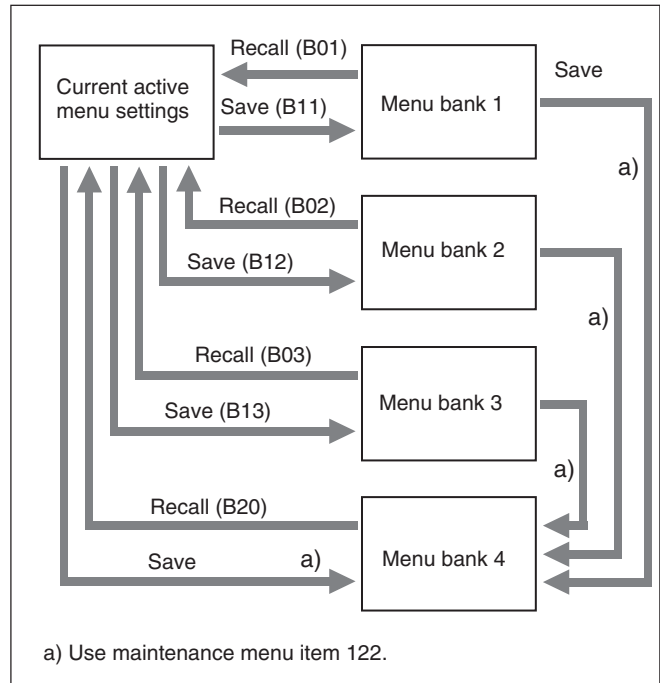 Recall (B01)
Save
Current active
menu settings
Menu bank 1
Save (B11)
a)
Recall (B02)
Menu bank 2
Save (B12)
a)
Recall (B03)
Menu bank 3
Save (B13)
a)
Recall (B20)
Menu bank 4
Save
a)
a) Use maintenance menu item 122.